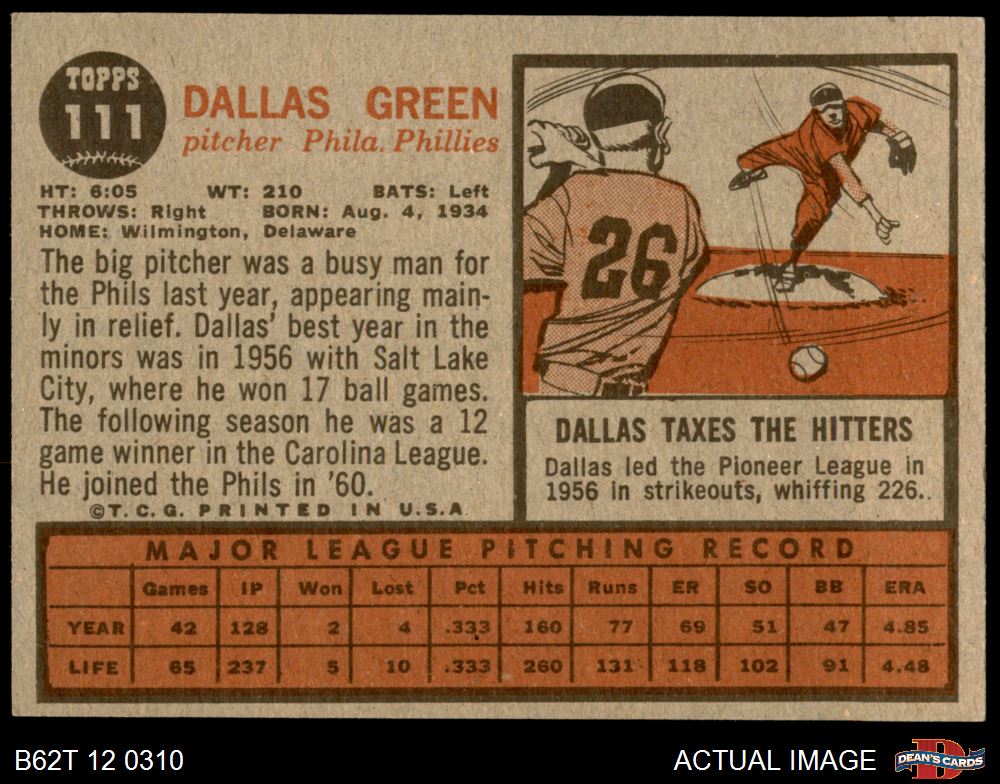 TOPPS
111
DALLAS GREEN
pitcher Phila. Phillies
HT: 6:05 WT: 210 BATS: Left
THROWS: Right BORN: Aug. 4, 1934
HOME: Wilmington, Delaware
The big pitcher was a busy man for
the Phils last year, appearing main-
ly in relief. Dallas' best year in the
minors was in 1956 with Salt Lake
City, where he won 17 ball games.
The following season he was a 12
game winner in the Carolina League.
He joined the Phils in '60.
©T.C.G. PRINTED IN U.S.A
26
DALLAS TAXES THE HITTERS
Dallas led the Pioneer League in
1956 in strikeouts, whiffing 226.
MAJOR LEAGUE PITCHING RECORD
Games IP Won Lost Pct Hits Runs ER SO BB ERA
YEAR 42 128 2 4 .333 160 77 69 51 47 4.85
LIFE 65 237 5 10 .333 260 131 118 102 91 4.48
B62T 12 0310
ACTUAL IMAGE
D
DEAN'S CARDS